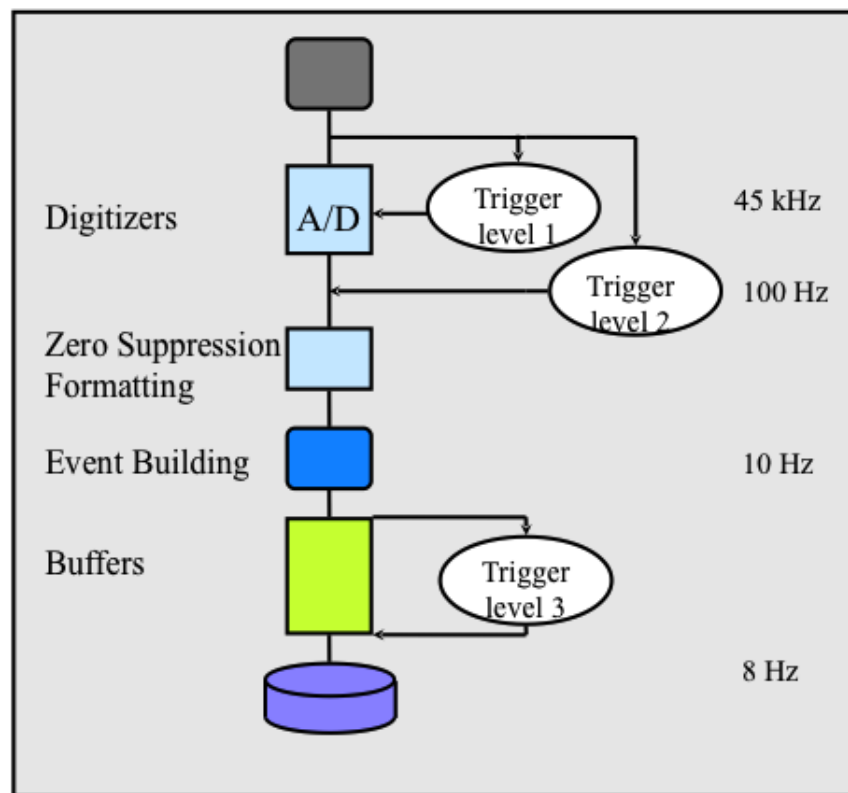 Digitizers
A/D
Trigger
level 1
45 kHz
Trigger
level 2
100 Hz
Zero Suppression
Formatting
Event Building
10 Hz
Buffers
Trigger
level 3
8 Hz